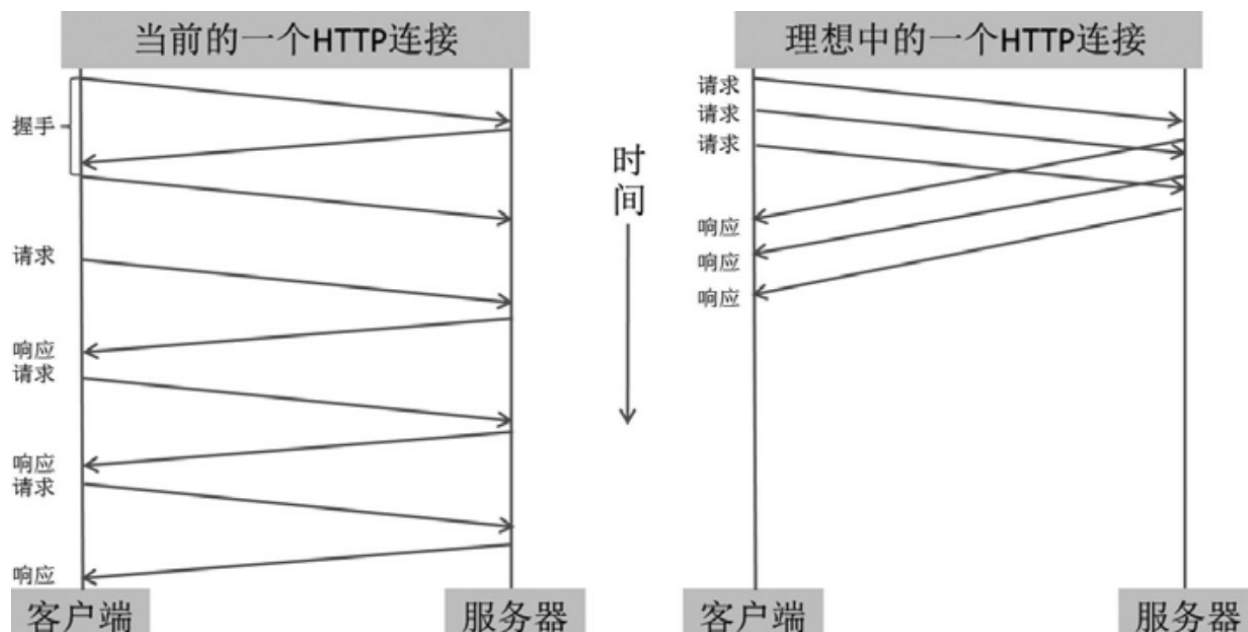 当前的一个HTTP连接
握手
请求
响应
请求
响应
请求
响应
客户端
服务器
时间
理想中的一个HTTP连接
请求
请求
请求
响应
响应
响应
客户端
服务器